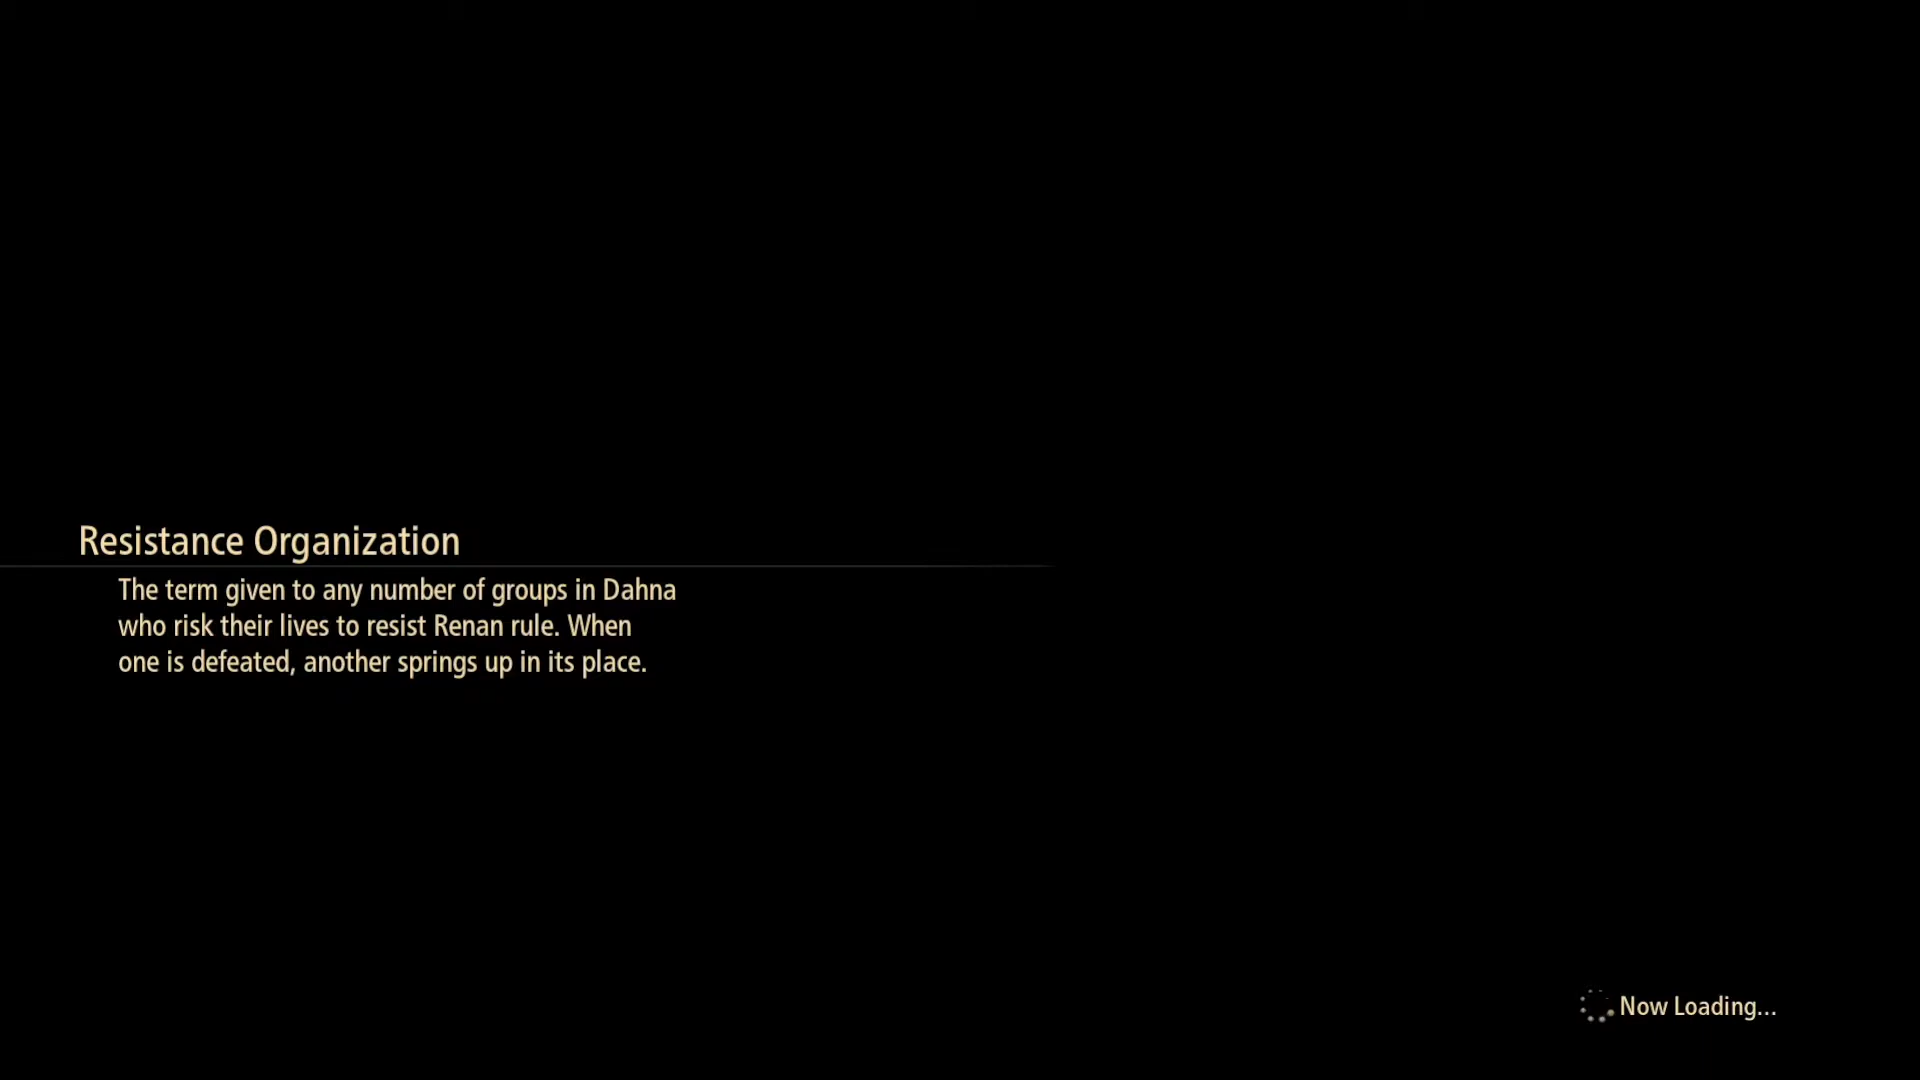 Resistance Organization
The term given to any number of groups in Dahna
who risk their lives to resist Renan rule. When
one is defeated, another springs up in its place.
Now Loading...